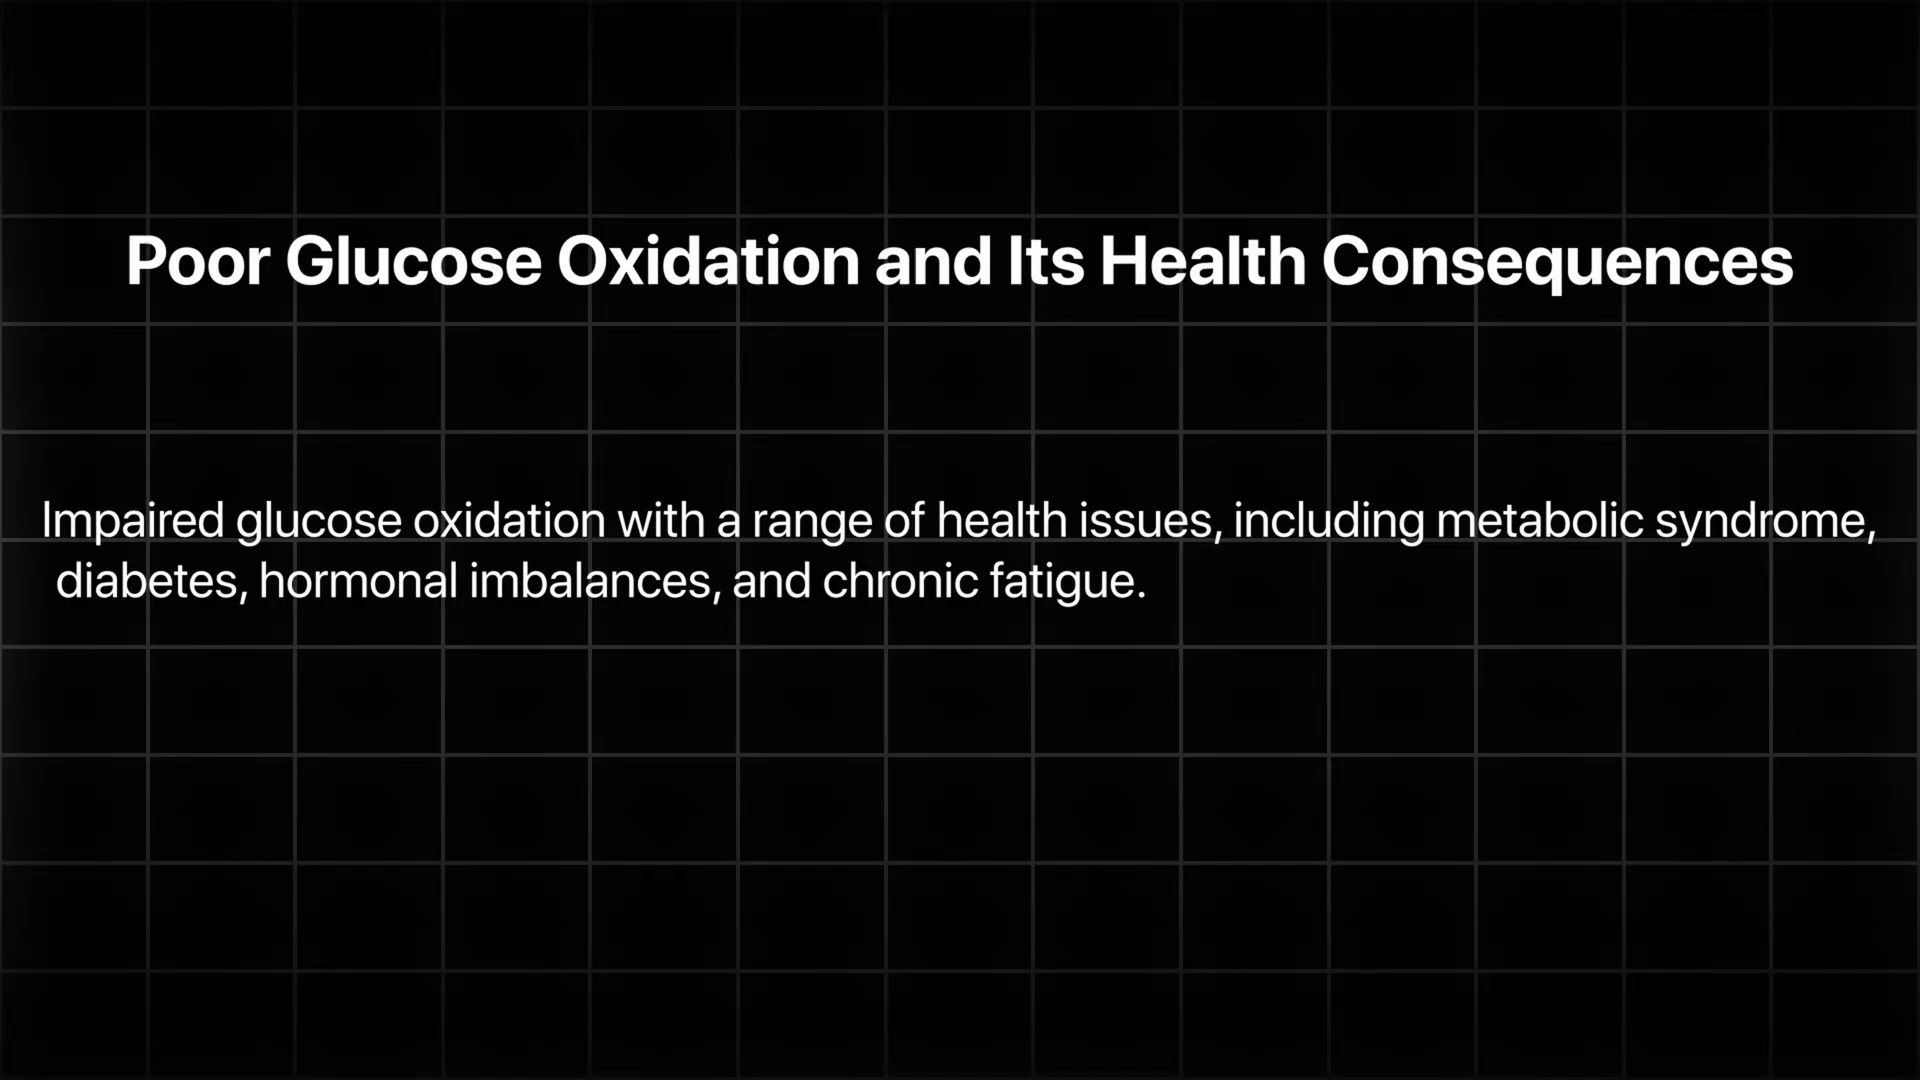 Poor Glucose Oxidation and Its Health Consequences
Impaired glucose oxidation with a range of health issues, including metabolic syndrome,
diabetes, hormonal imbalances, and chronic fatigue.